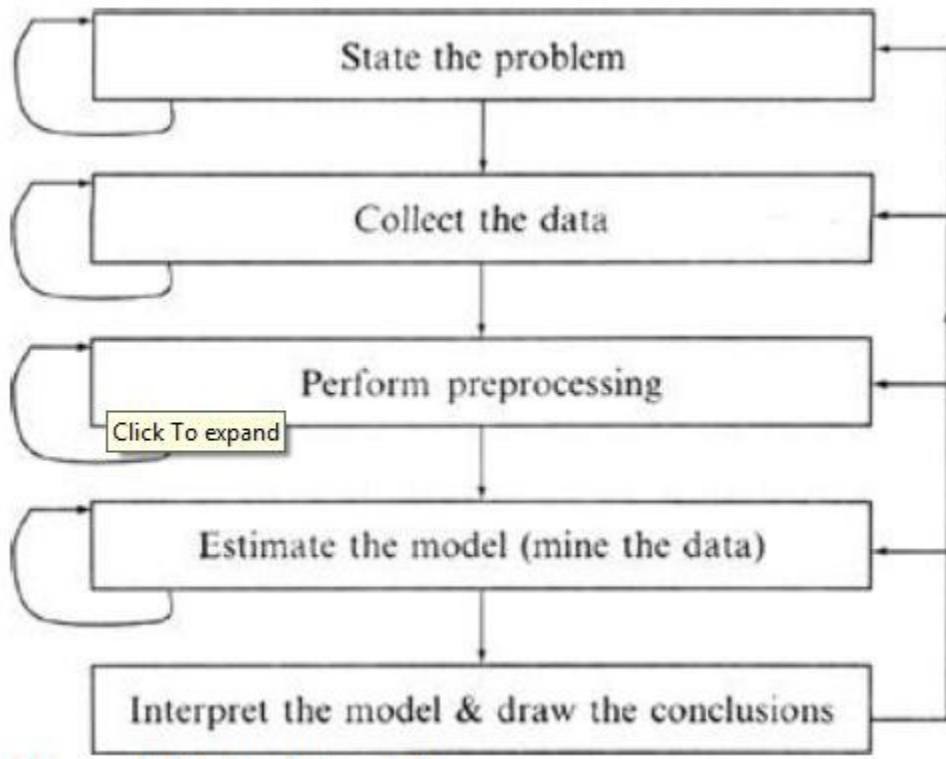 State the problem
Collect the data
Perform preprocessing
Click To expand
Estimate the model (mine the data)
Interpret the model & draw the conclusions